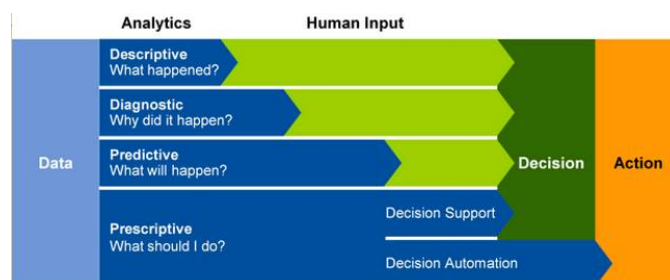 Analytics
Human Input
Descriptive
What happened?
Diagnostic
Why did it happen?
Data
Predictive
What will happen?
Decision
Action
Prescriptive
What should I do?
Decision Support
Decision Automation